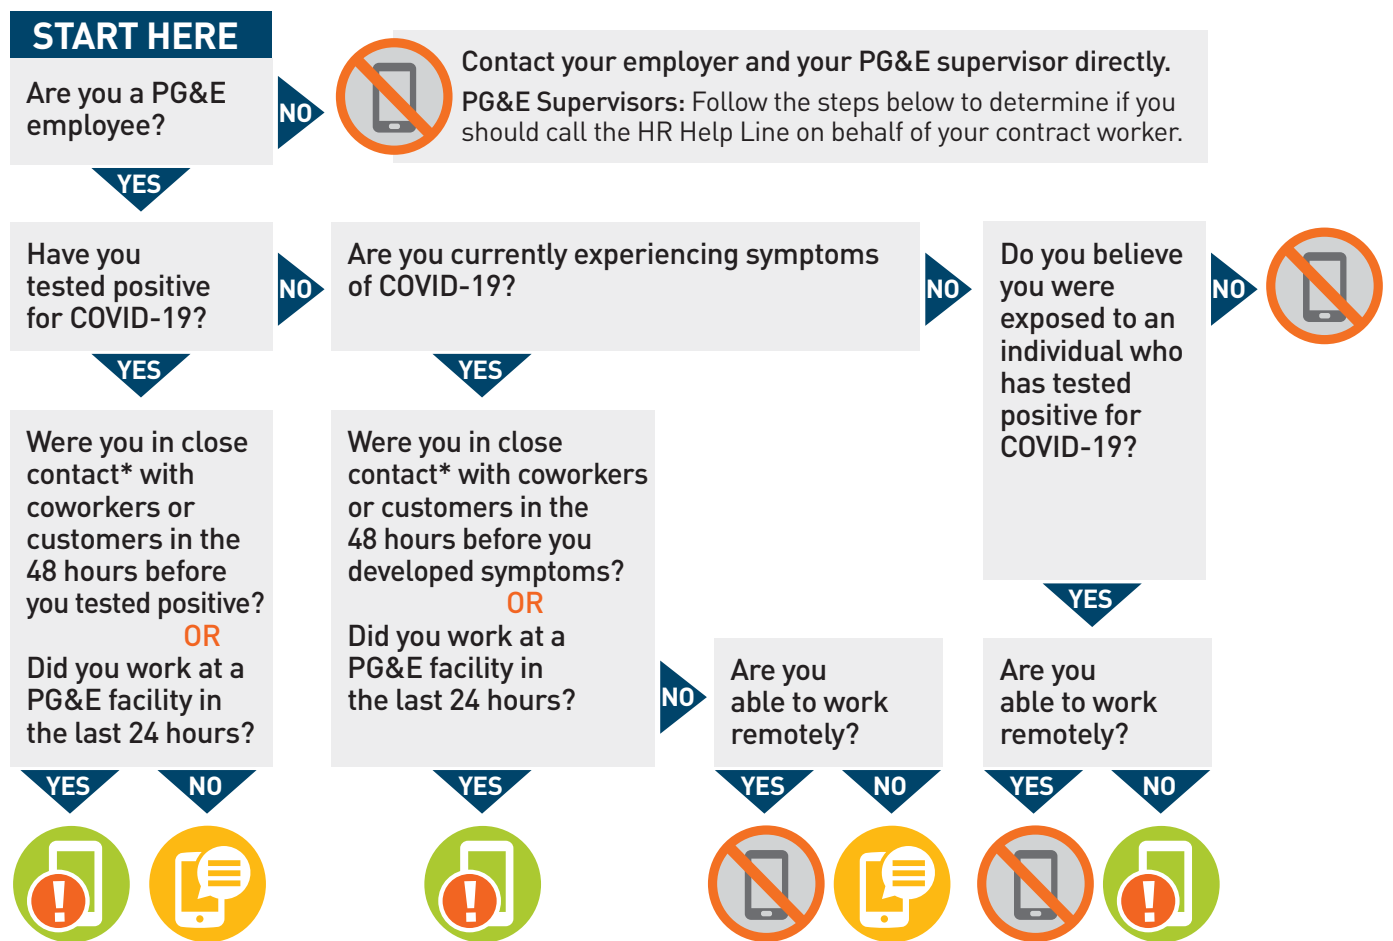 START HERE
Are you a PG&E
employee?
NO
Contact your employer and your PG&E supervisor directly.
PG&E Supervisors: Follow the steps below to determine if you
should call the HR Help Line on behalf of your contract worker.
YES
Have you
tested positive
for COVID-19?
NO
Are you currently experiencing symptoms
of COVID-19?
NO
Do you believe
you were
exposed to an
individual who
has tested
positive for
COVID-19?
NO
YES
YES
Were you in close
contact* with
coworkers or
customers in the
48 hours before
you tested positive?
OR
Did you work at a
PG&E facility in
the last 24 hours?
Were you in close
contact* with coworkers
or customers in the
48 hours before you
developed symptoms?
OR
Did you work at a
PG&E facility in
the last 24 hours?
NO
YES
Are you
able to work
remotely?
Are you
able to work
remotely?
YES
NO
YES
YES
NO
YES
NO
!
!
!